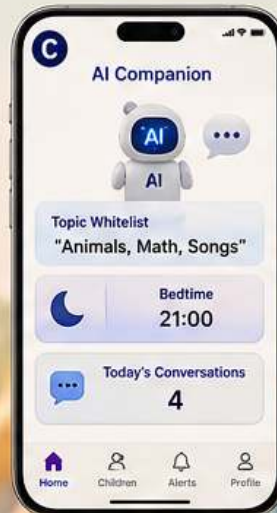 C
AI Companion
AI
AI
Topic Whitelist
"Animals, Math, Songs"
Bedtime
21:00
Today's Conversations
4
Home
Children
Alerts
Profile